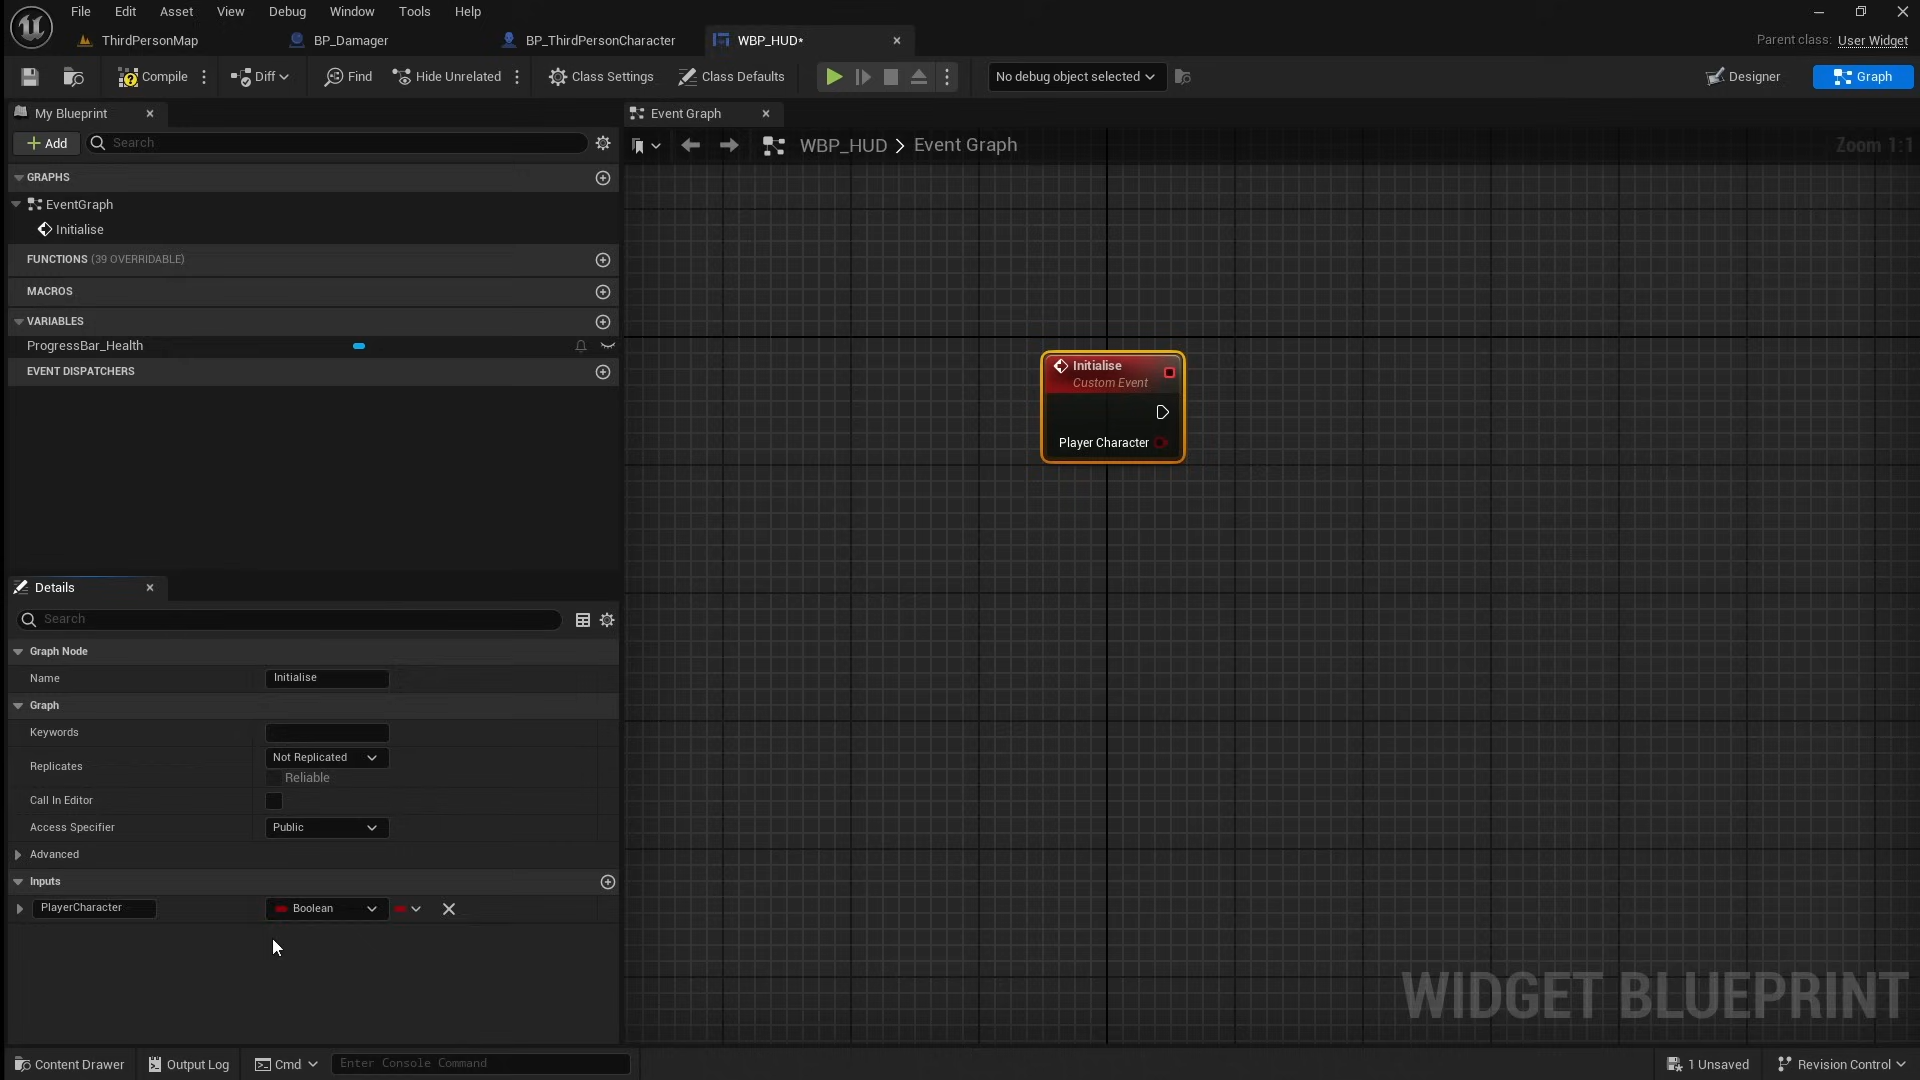 File Edit Asset View Debug Window Tools Help
ThirdPersonMap BP_Damager BP_ThirdPersonCharacter WBP_HUD*
Parent class: User Widget
Compile Diff Find Hide Unrelated Class Settings Class Defaults No debug object selected Designer Graph
My Blueprint
Add Search
GRAPHS
EventGraph
Initialise
FUNCTIONS (39 OVERRIDABLE)
MACROS
VARIABLES
ProgressBar_Health
EVENT DISPATCHERS
Event Graph
WBP_HUD > Event Graph
Zoom 1:1
Initialise
Custom Event
Player Character
Details
Search
Graph Node
Name Initialise
Graph
Keywords
Replicates Not Replicated
Reliable
Call In Editor
Access Specifier Public
Advanced
Inputs
PlayerCharacter Boolean
WIDGET BLUEPRINT
Content Drawer Output Log Cmd Enter Console Command 1 Unsaved Revision Control